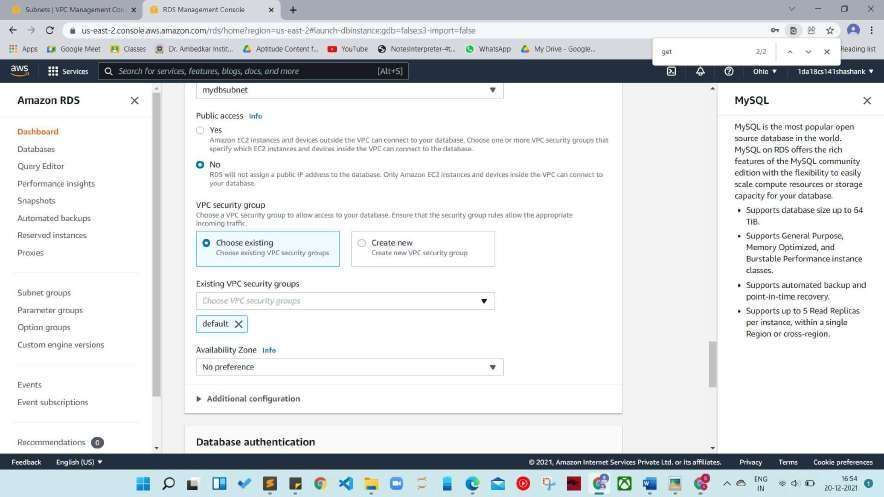 Subnets | VPC Management Con
RDS Management Console
us-east-2.console.aws.amazon.com/rds/home?region=us-east-2#launch-dbinstance:gdb=false;s3-import=false
Apps
Google Meet
Classes
Dr. Ambedkar Instit...
Aptitude Content f...
YouTube
NotesInterpreter-4t...
WhatsApp
My Drive - Google...
Reading list
get
2/2
aws
Services
Search for services, features, blogs, docs, and more
[Alt+S]
Ohio
1da18cs141shashank
Amazon RDS
Dashboard
Databases
Query Editor
Performance insights
Snapshots
Automated backups
Reserved instances
Proxies
Subnet groups
Parameter groups
Option groups
Custom engine versions
Events
Event subscriptions
Recommendations 0
mydbsubnet
Public access Info
Yes
Amazon EC2 instances and devices outside the VPC can connect to your database. Choose one or more VPC security groups that
specify which EC2 instances and devices inside the VPC can connect to the database.
No
RDS will not assign a public IP address to the database. Only Amazon EC2 instances and devices inside the VPC can connect to
your database.
VPC security group
Choose a VPC security group to allow access to your database. Ensure that the security group rules allow the appropriate
incoming traffic.
Choose existing
Choose existing VPC security groups
Create new
Create new VPC security group
Existing VPC security groups
Choose VPC security groups
default
Availability Zone Info
No preference
Additional configuration
Database authentication
MySQL
MySQL is the most popular open
source database in the world.
MySQL on RDS offers the rich
features of the MySQL community
edition with the flexibility to easily
scale compute resources or storage
capacity for your database.
• Supports database size up to 64
TiB.
• Supports General Purpose,
Memory Optimized, and
Burstable Performance instance
classes.
• Supports automated backup and
point-in-time recovery.
• Supports up to 5 Read Replicas
per instance, within a single
Region or cross-region.
Feedback
English (US)
© 2021, Amazon Internet Services Private Ltd. or its affiliates.
Privacy
Terms
Cookie preferences
ENG
IN
16:54
20-12-2021
1